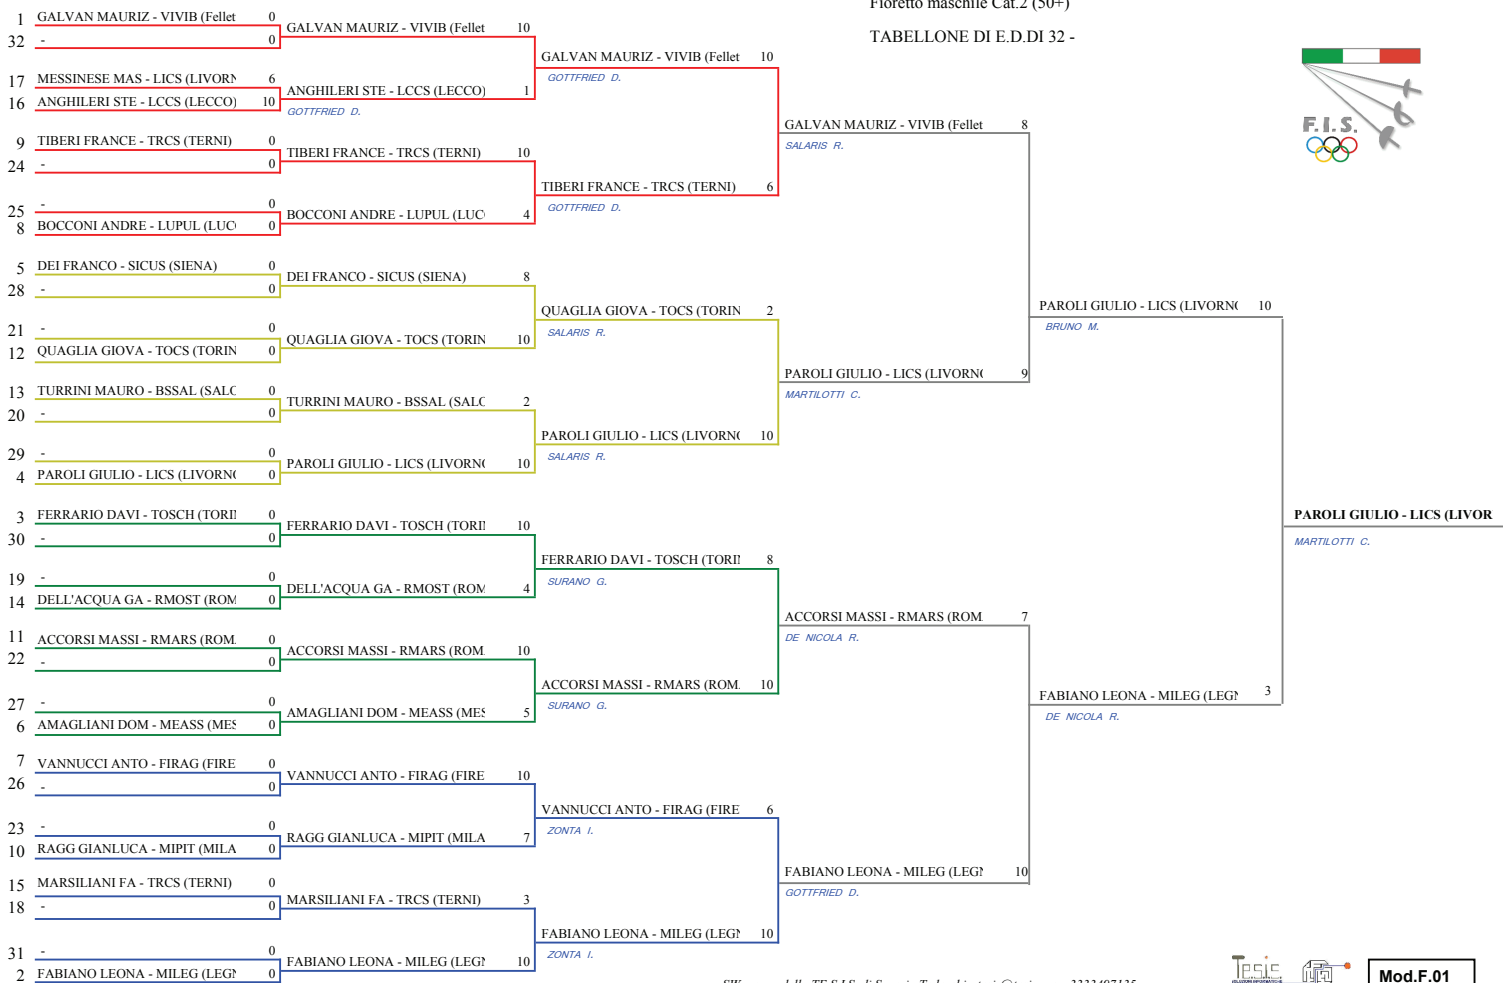 Fioretto maschile Cat.2 (50+)
TABELLONE DI E.D.DI 32 -
F.I.S.
1 GALVAN MAURIZ - VIVIB (Fellet 0
32 - 0
17 MESSINESE MAS - LICS (LIVORN 6
16 ANGHILERI STE - LCCS (LECCO) 10
9 TIBERI FRANCE - TRCS (TERNI) 0
24 - 0
25 - 0
8 BOCCONI ANDRE - LUPUL (LUC 0
5 DEI FRANCO - SICUS (SIENA) 0
28 - 0
21 - 0
12 QUAGLIA GIOVA - TOCS (TORIN 0
13 TURRINI MAURO - BSSAL (SALC 0
20 - 0
29 - 0
4 PAROLI GIULIO - LICS (LIVORN 0
3 FERRARIO DAVI - TOSCH (TORI 0
30 - 0
19 - 0
14 DELL'ACQUA GA - RMOST (ROM 0
11 ACCORSI MASSI - RMARS (ROM. 0
22 - 0
27 - 0
6 AMAGLIANI DOM - MEASS (MES 0
7 VANNUCCI ANTO - FIRAG (FIRE 0
26 - 0
23 - 0
10 RAGG GIANLUCA - MIPIT (MILA 0
15 MARSILIANI FA - TRCS (TERNI) 0
18 - 0
31 - 0
2 FABIANO LEONA - MILEG (LEGN 0
GALVAN MAURIZ - VIVIB (Fellet 10
ANGHILERI STE - LCCS (LECCO) 1
GOTTFRIED D.
TIBERI FRANCE - TRCS (TERNI) 10
BOCCONI ANDRE - LUPUL (LUC 4
DEI FRANCO - SICUS (SIENA) 8
QUAGLIA GIOVA - TOCS (TORIN 10
TURRINI MAURO - BSSAL (SALC 2
PAROLI GIULIO - LICS (LIVORN 10
FERRARIO DAVI - TOSCH (TORI 10
DELL'ACQUA GA - RMOST (ROM 4
ACCORSI MASSI - RMARS (ROM. 10
AMAGLIANI DOM - MEASS (MES 5
VANNUCCI ANTO - FIRAG (FIRE 10
RAGG GIANLUCA - MIPIT (MILA 7
MARSILIANI FA - TRCS (TERNI) 3
FABIANO LEONA - MILEG (LEGN 10
GALVAN MAURIZ - VIVIB (Fellet 10
GOTTFRIED D.
TIBERI FRANCE - TRCS (TERNI) 6
GOTTFRIED D.
QUAGLIA GIOVA - TOCS (TORIN 2
SALARIS R.
PAROLI GIULIO - LICS (LIVORN 10
SALARIS R.
FERRARIO DAVI - TOSCH (TORI 8
SURANO G.
ACCORSI MASSI - RMARS (ROM. 10
SURANO G.
VANNUCCI ANTO - FIRAG (FIRE 6
ZONTA I.
FABIANO LEONA - MILEG (LEGN 10
ZONTA I.
GALVAN MAURIZ - VIVIB (Fellet 8
SALARIS R.
PAROLI GIULIO - LICS (LIVORN 9
MARTILOTTI C.
ACCORSI MASSI - RMARS (ROM. 7
DE NICOLA R.
FABIANO LEONA - MILEG (LEGN 10
GOTTFRIED D.
PAROLI GIULIO - LICS (LIVORN 10
BRUNO M.
FABIANO LEONA - MILEG (LEGN 3
DE NICOLA R.
PAROLI GIULIO - LICS (LIVOR
MARTILOTTI C.
Tesis
Mod.F.01